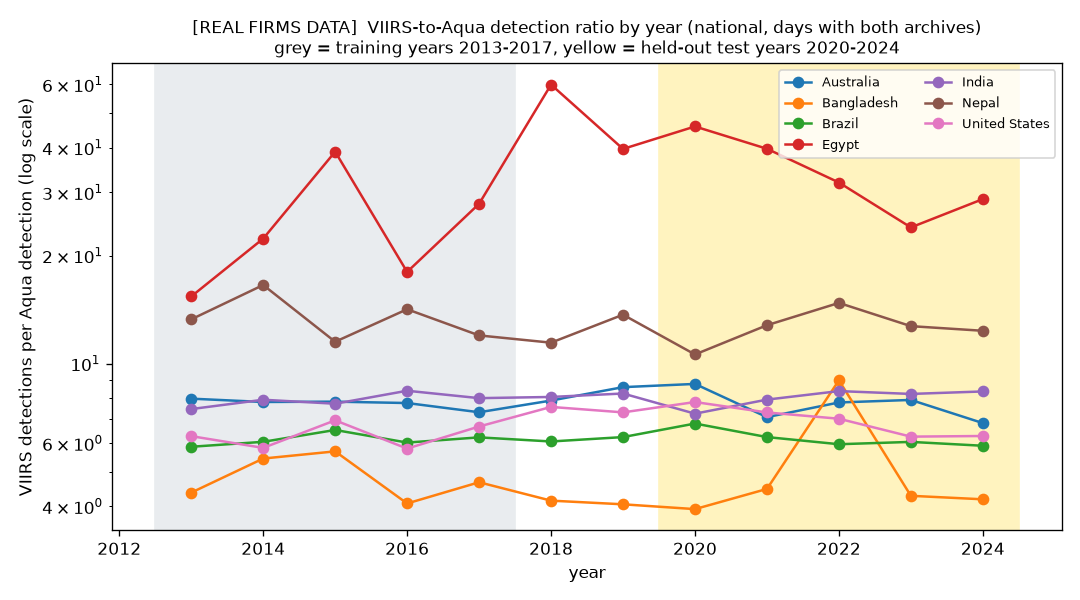 [REAL FIRMS DATA]  VIIRS-to-Aqua detection ratio by year (national, days with both archives)
grey = training years 2013-2017, yellow = held-out test years 2020-2024
VIIRS detections per Aqua detection (log scale)
6 × 10¹
4 × 10¹
3 × 10¹
2 × 10¹
10¹
6 × 10⁰
4 × 10⁰
Australia
Bangladesh
Brazil
Egypt
India
Nepal
United States
2012 2014 2016 2018 2020 2022 2024
year